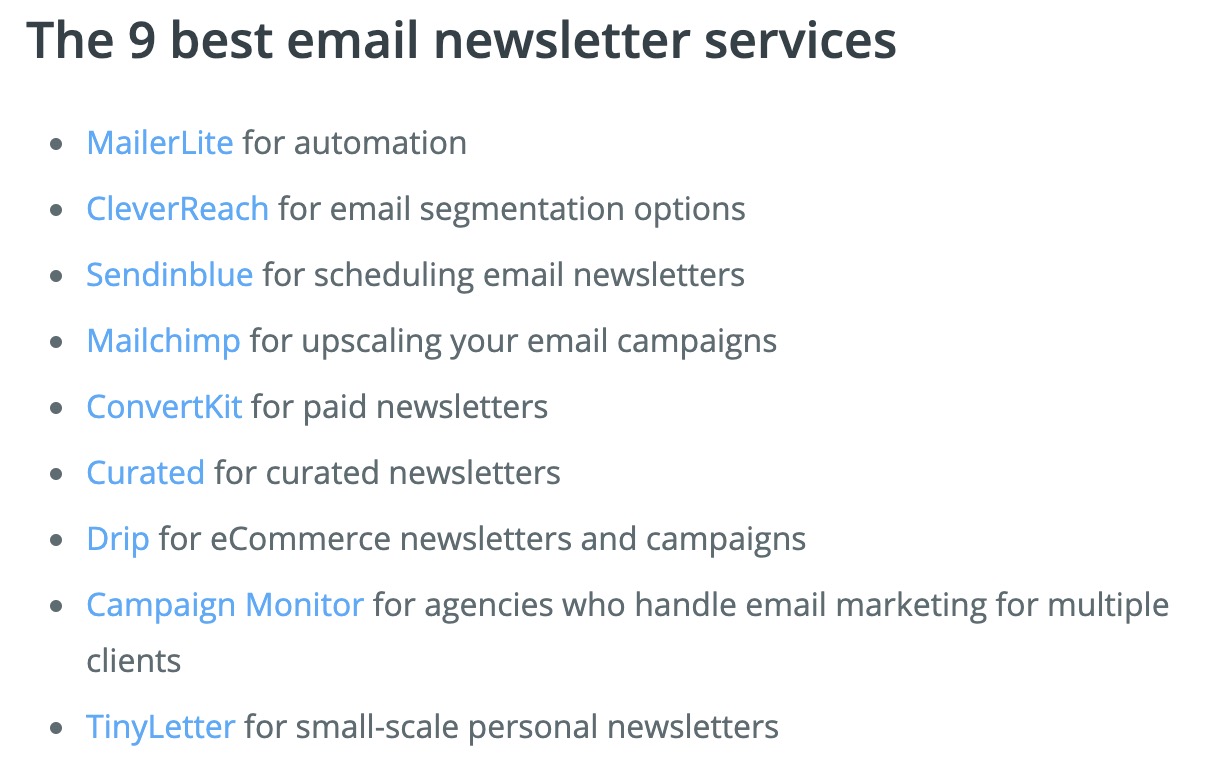 The 9 best email newsletter services
• MailerLite for automation
• CleverReach for email segmentation options
• Sendinblue for scheduling email newsletters
• Mailchimp for upscaling your email campaigns
• ConvertKit for paid newsletters
• Curated for curated newsletters
• Drip for eCommerce newsletters and campaigns
• Campaign Monitor for agencies who handle email marketing for multiple
clients
• TinyLetter for small-scale personal newsletters